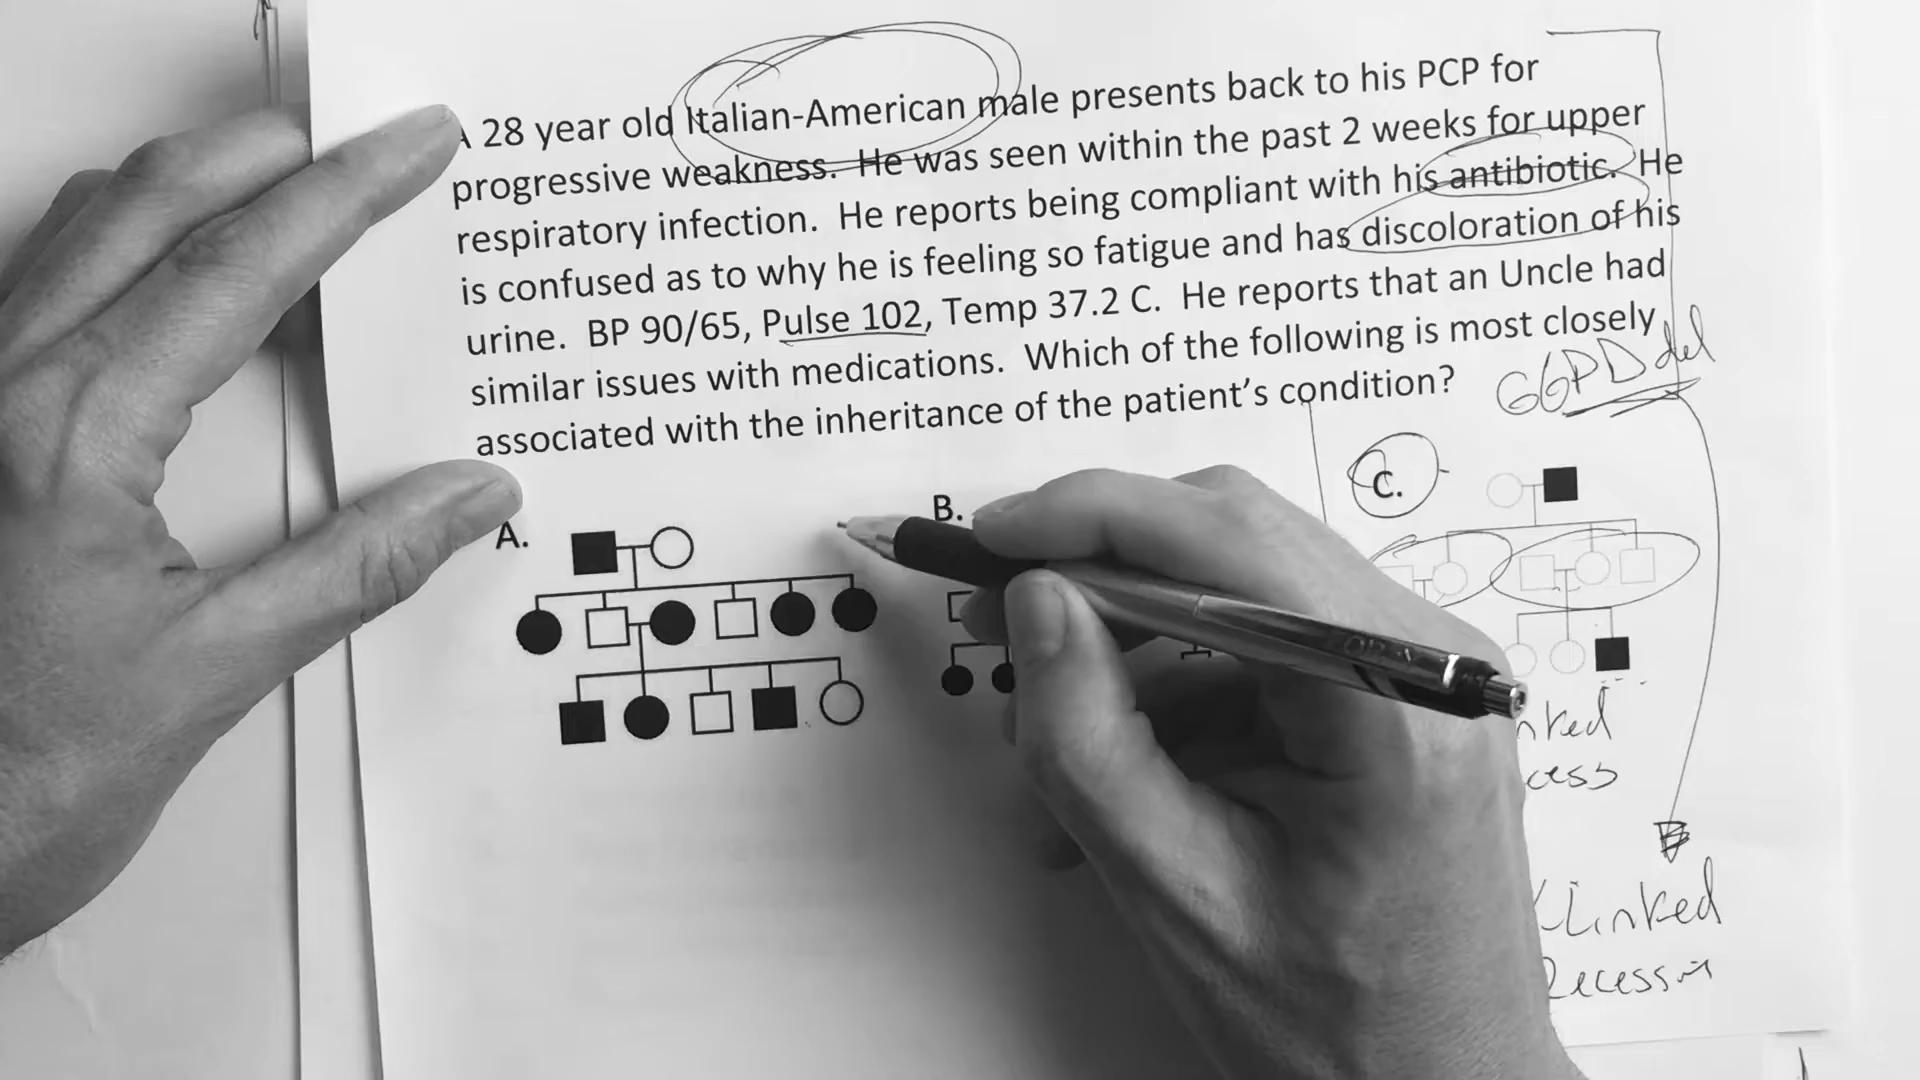 28 year old Italian-American male presents back to his PCP for
progressive weakness. He was seen within the past 2 weeks for upper
respiratory infection. He reports being compliant with his antibiotic. He
is confused as to why he is feeling so fatigue and has discoloration of his
urine. BP 90/65, Pulse 102, Temp 37.2 C. He reports that an Uncle had
similar issues with medications. Which of the following is most closely
associated with the inheritance of the patient's condition?
G6PD def
A.
B.
C.
Linked